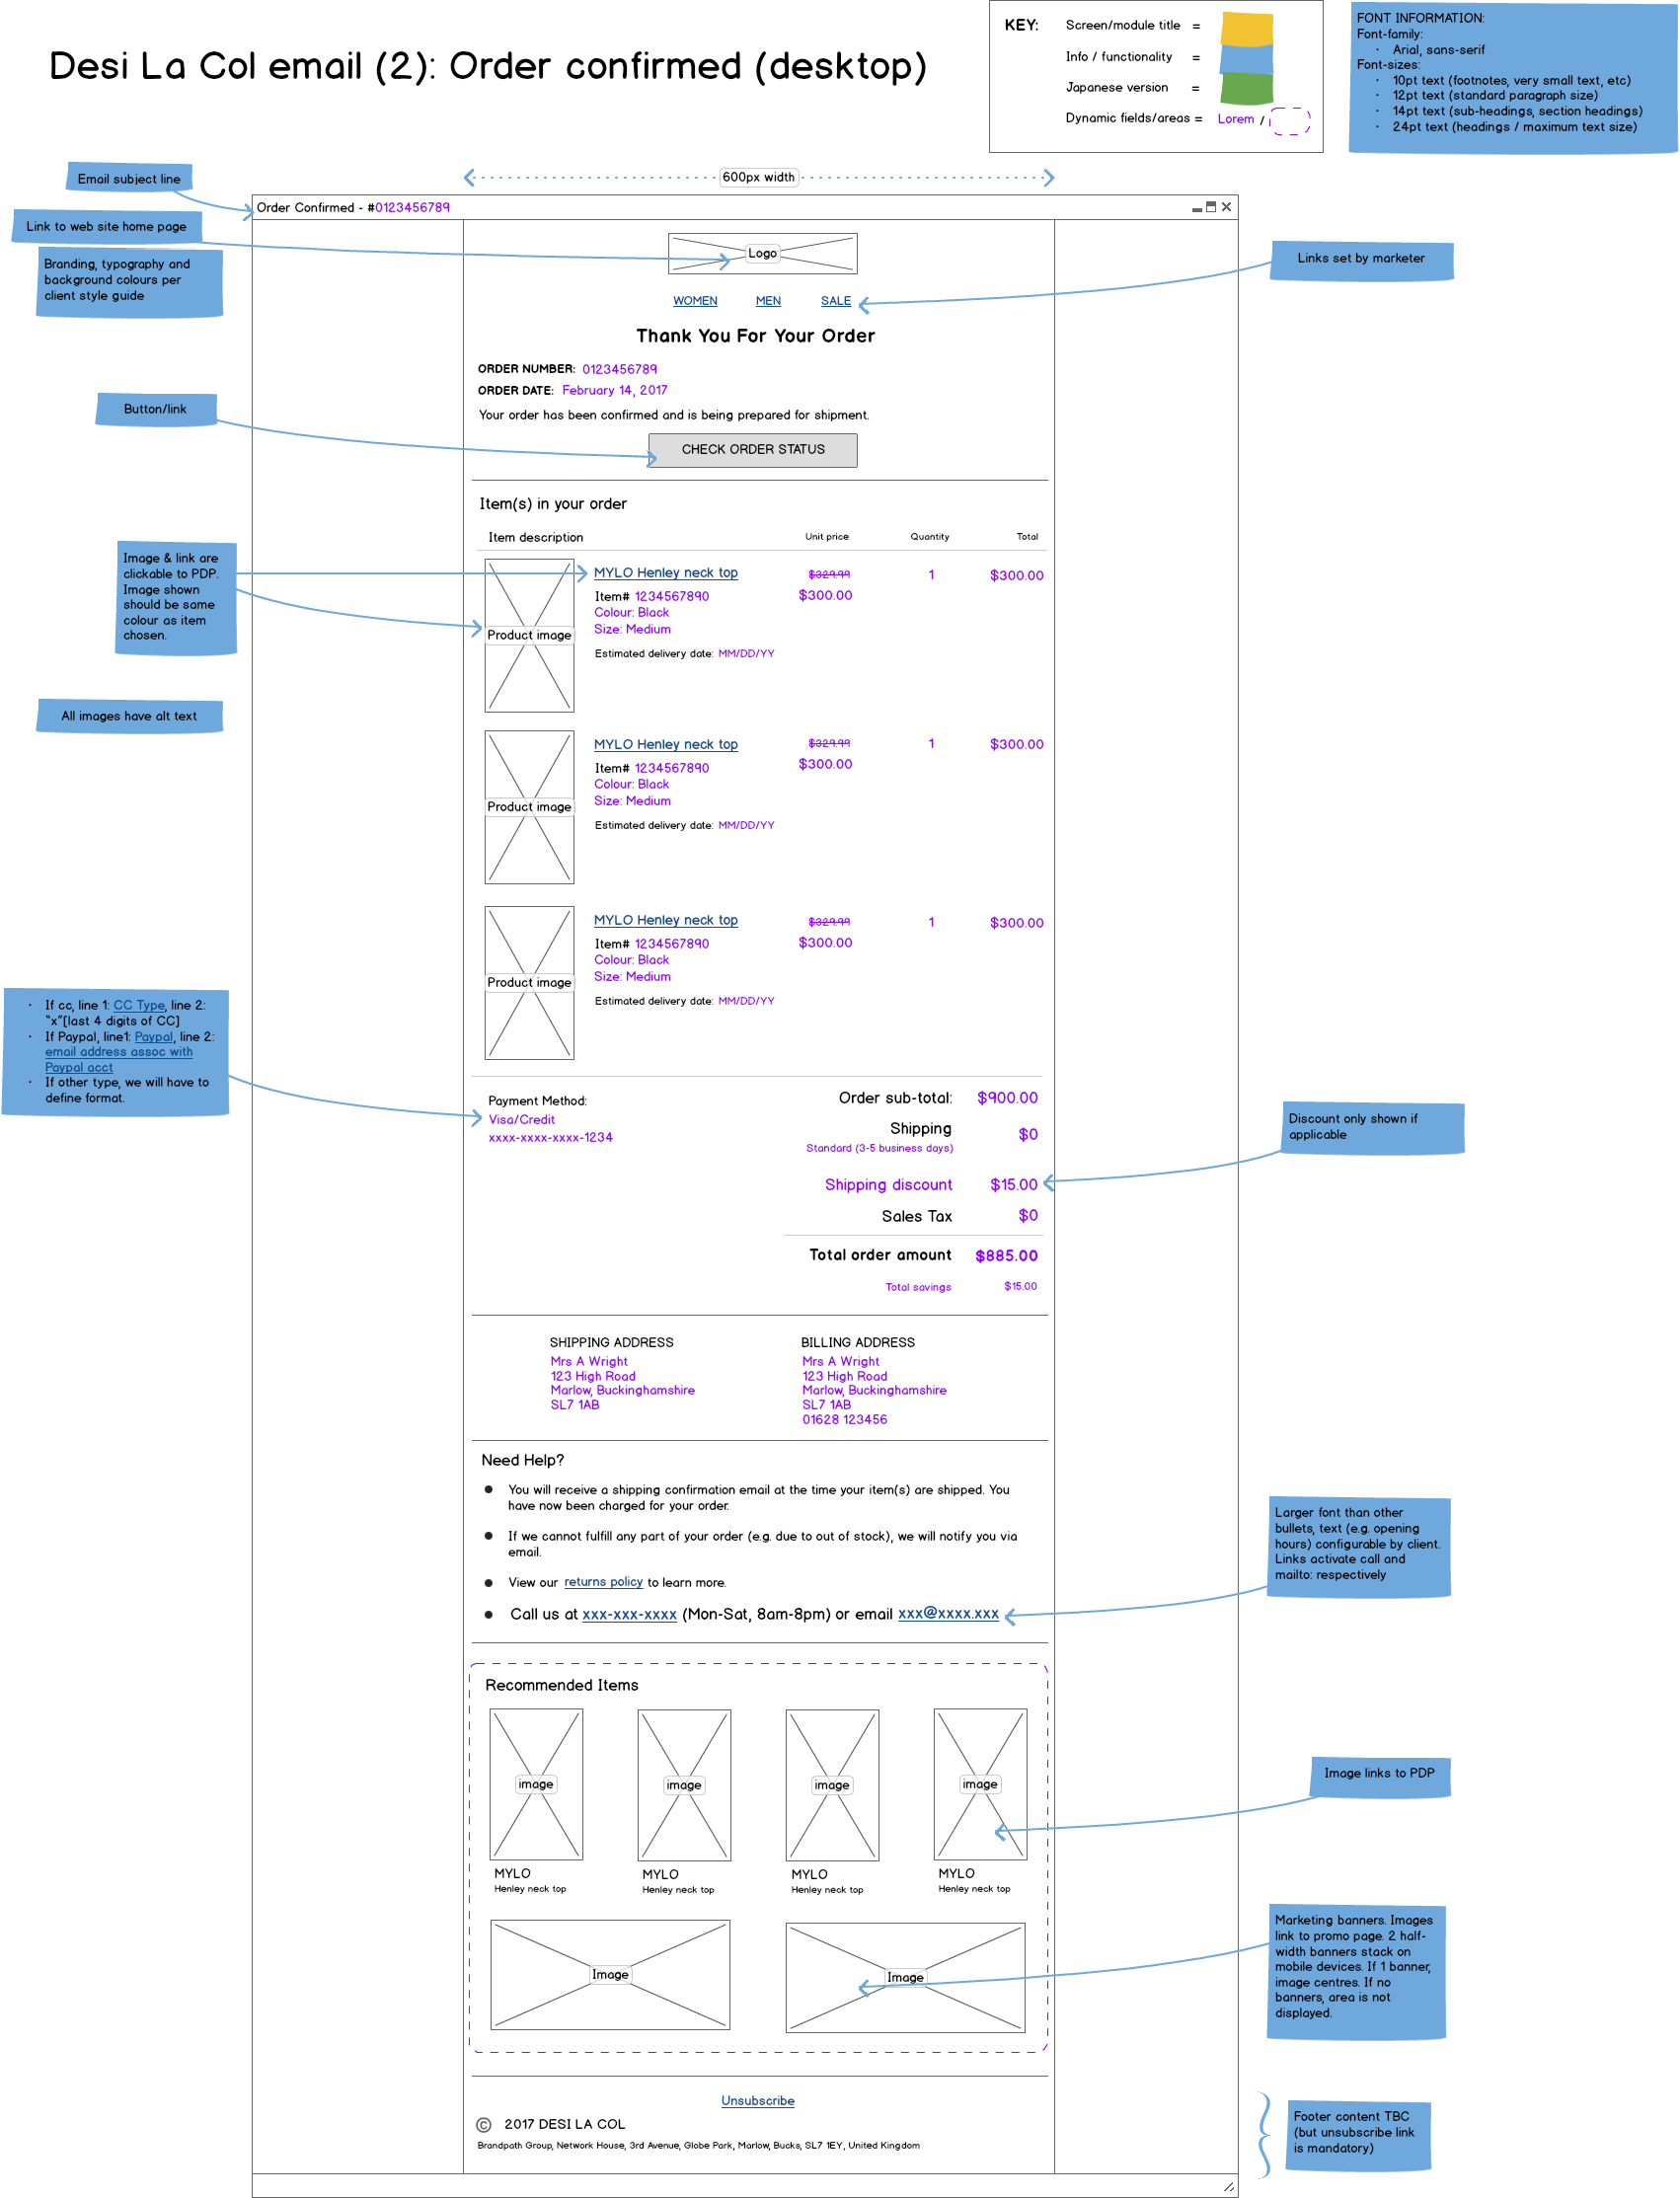 Desi La Col email (2): Order confirmed (desktop)
KEY:
Screen/module title =
Info / functionality =
Japanese version =
Dynamic fields/areas = Lorem /
FONT INFORMATION:
Font-family:
· Arial, sans-serif
Font-sizes:
· 10pt text (footnotes, very small text, etc)
· 12pt text (standard paragraph size)
· 14pt text (sub-headings, section headings)
· 24pt text (headings / maximum text size)
Email subject line
600px width
Order Confirmed - #0123456789
Link to web site home page
Branding, typography and
background colours per
client style guide
Logo
Links set by marketer
WOMEN MEN SALE
Thank You For Your Order
ORDER NUMBER: 0123456789
ORDER DATE: February 14, 2017
Your order has been confirmed and is being prepared for shipment.
Button/link
CHECK ORDER STATUS
Item(s) in your order
Item description Unit price Quantity Total
Image & link are
clickable to PDP.
Image shown
should be same
colour as item
chosen.
Product image
MYLO Henley neck top $329.99 1 $300.00
Item# 1234567890 $300.00
Colour: Black
Size: Medium
Estimated delivery date: MM/DD/YY
All images have alt text
Product image
MYLO Henley neck top $329.99 1 $300.00
Item# 1234567890 $300.00
Colour: Black
Size: Medium
Estimated delivery date: MM/DD/YY
Product image
MYLO Henley neck top $329.99 1 $300.00
Item# 1234567890 $300.00
Colour: Black
Size: Medium
Estimated delivery date: MM/DD/YY
· If cc, line 1: CC Type, line 2:
"x"[last 4 digits of CC]
· If Paypal, line1: Paypal, line 2:
email address assoc with
Paypal acct
· If other type, we will have to
define format.
Payment Method:
Visa/Credit
xxxx-xxxx-xxxx-1234
Order sub-total: $900.00
Shipping $0
Standard (3-5 business days)
Shipping discount $15.00
Sales Tax $0
Total order amount $885.00
Total savings $15.00
Discount only shown if
applicable
SHIPPING ADDRESS
Mrs A Wright
123 High Road
Marlow, Buckinghamshire
SL7 1AB
BILLING ADDRESS
Mrs A Wright
123 High Road
Marlow, Buckinghamshire
SL7 1AB
01628 123456
Need Help?
● You will receive a shipping confirmation email at the time your item(s) are shipped. You
have now been charged for your order.
● If we cannot fulfill any part of your order (e.g. due to out of stock), we will notify you via
email.
● View our returns policy to learn more.
● Call us at xxx-xxx-xxxx (Mon-Sat, 8am-8pm) or email xxx@xxxx.xxx
Larger font than other
bullets, text (e.g. opening
hours) configurable by client.
Links activate call and
mailto: respectively
Recommended Items
image image image image
MYLO MYLO MYLO MYLO
Henley neck top Henley neck top Henley neck top Henley neck top
Image links to PDP
Image Image
Marketing banners. Images
link to promo page. 2 half-
width banners stack on
mobile devices. If 1 banner,
image centres. If no
banners, area is not
displayed.
Unsubscribe
© 2017 DESI LA COL
Brandpath Group, Network House, 3rd Avenue, Globe Park, Marlow, Bucks, SL7 1EY, United Kingdom
Footer content TBC
(but unsubscribe link
is mandatory)